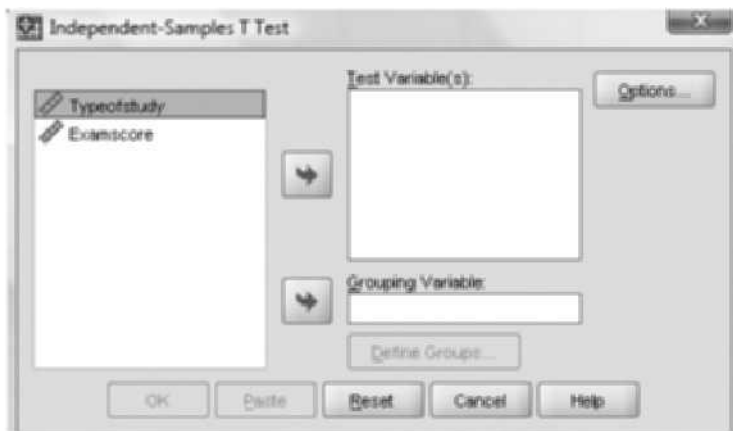 Independent-Samples T Test
Test Variable(s):
Options...
Typeofstudy
Examscore
Grouping Variable:
Define Groups...
OK
Paste
Reset
Cancel
Help